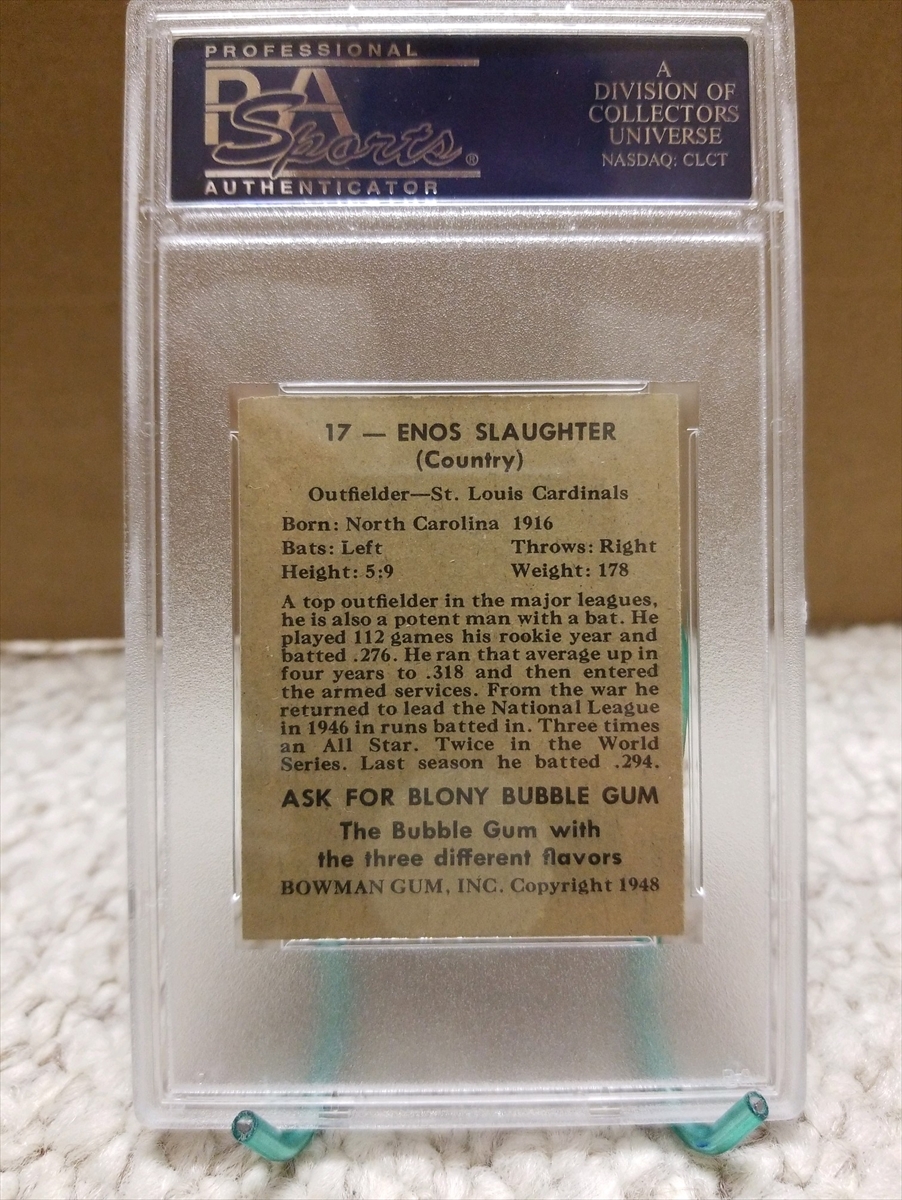 PROFESSIONAL
PSA
Sports®
AUTHENTICATOR
A
DIVISION OF
COLLECTORS
UNIVERSE
NASDAQ: CLCT
17 — ENOS SLAUGHTER
(Country)
Outfielder—St. Louis Cardinals
Born: North Carolina 1916
Bats: Left Throws: Right
Height: 5:9 Weight: 178
A top outfielder in the major leagues,
he is also a potent man with a bat. He
played 112 games his rookie year and
batted .276. He ran that average up in
four years to .318 and then entered
the armed services. From the war he
returned to lead the National League
in 1946 in runs batted in. Three times
an All Star. Twice in the World
Series. Last season he batted .294.
ASK FOR BLONY BUBBLE GUM
The Bubble Gum with
the three different flavors
BOWMAN GUM, INC. Copyright 1948